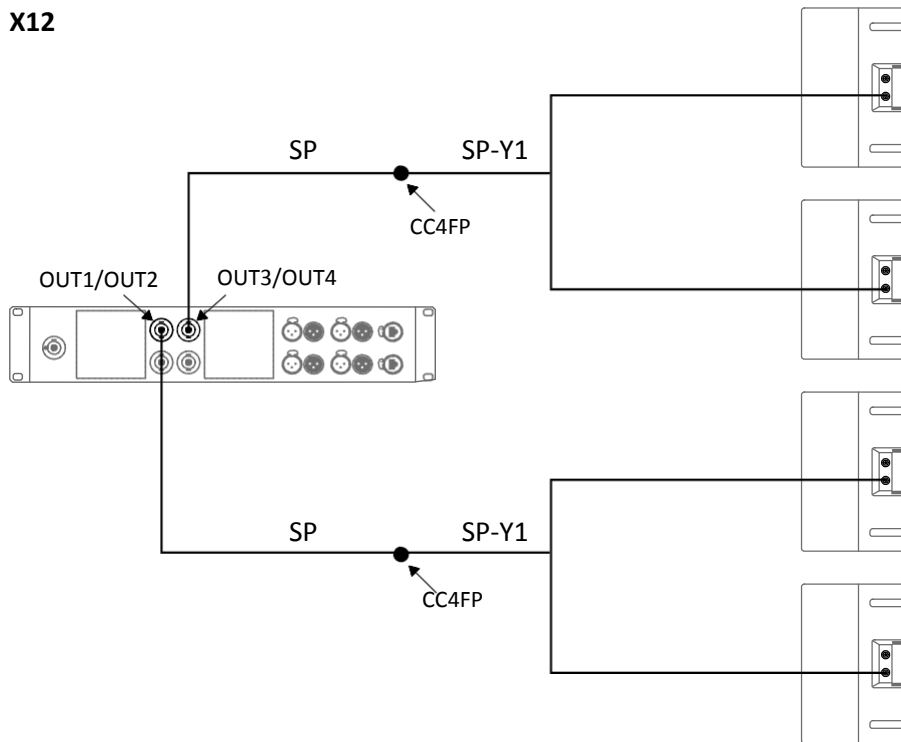 X12
SP
SP-Y1
CC4FP
OUT1/OUT2
OUT3/OUT4
SP
SP-Y1
CC4FP